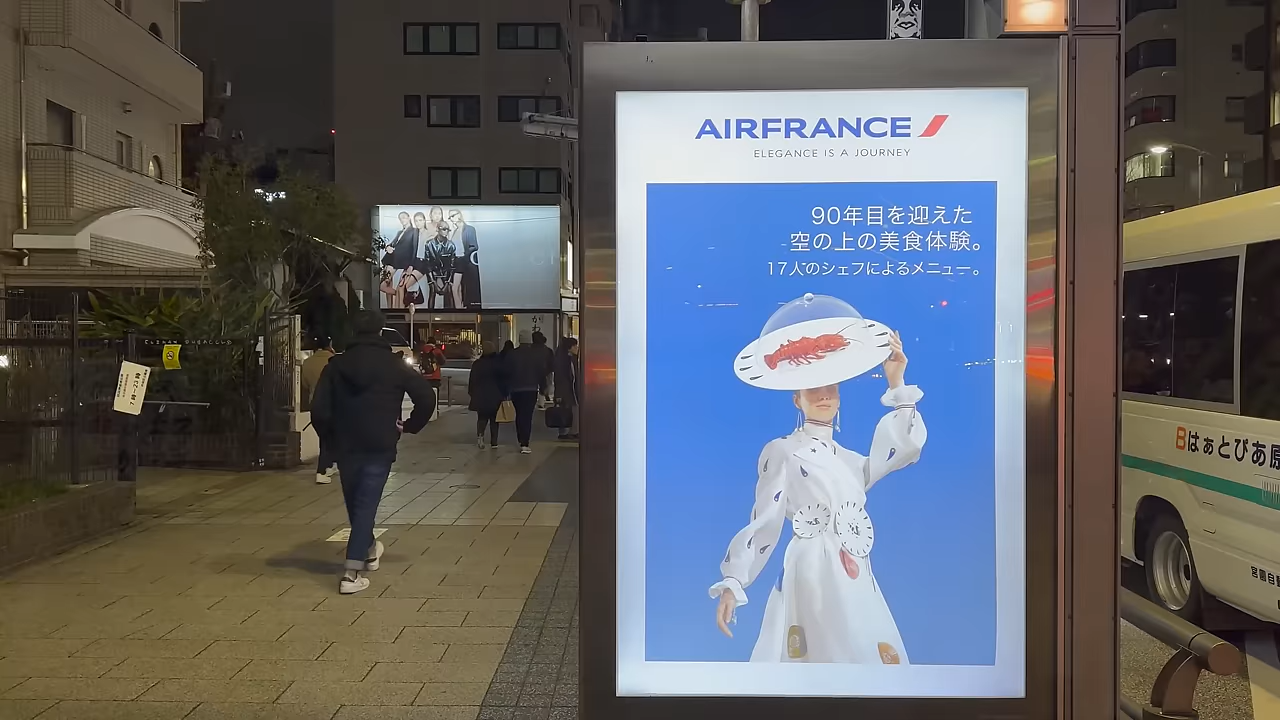 AIRFRANCE
ELEGANCE IS A JOURNEY
90年目を迎えた
空の上の美食体験。
17人のシェフによるメニュー。
Bはぁとぴあ原